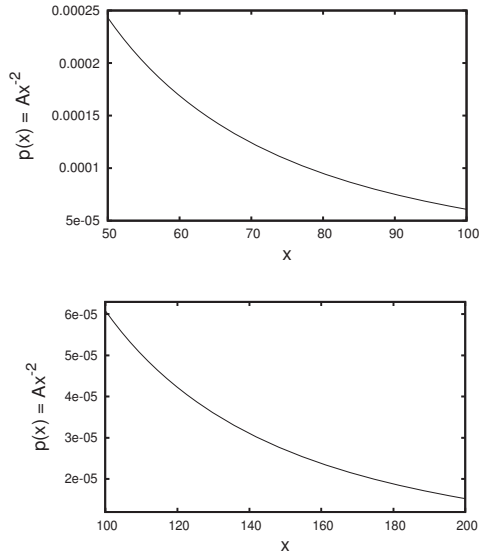 0.00025
0.0002
0.00015
0.0001
5e-05
p(x) = Ax⁻²
50 60 70 80 90 100
x
6e-05
5e-05
4e-05
3e-05
2e-05
p(x) = Ax⁻²
100 120 140 160 180 200
x